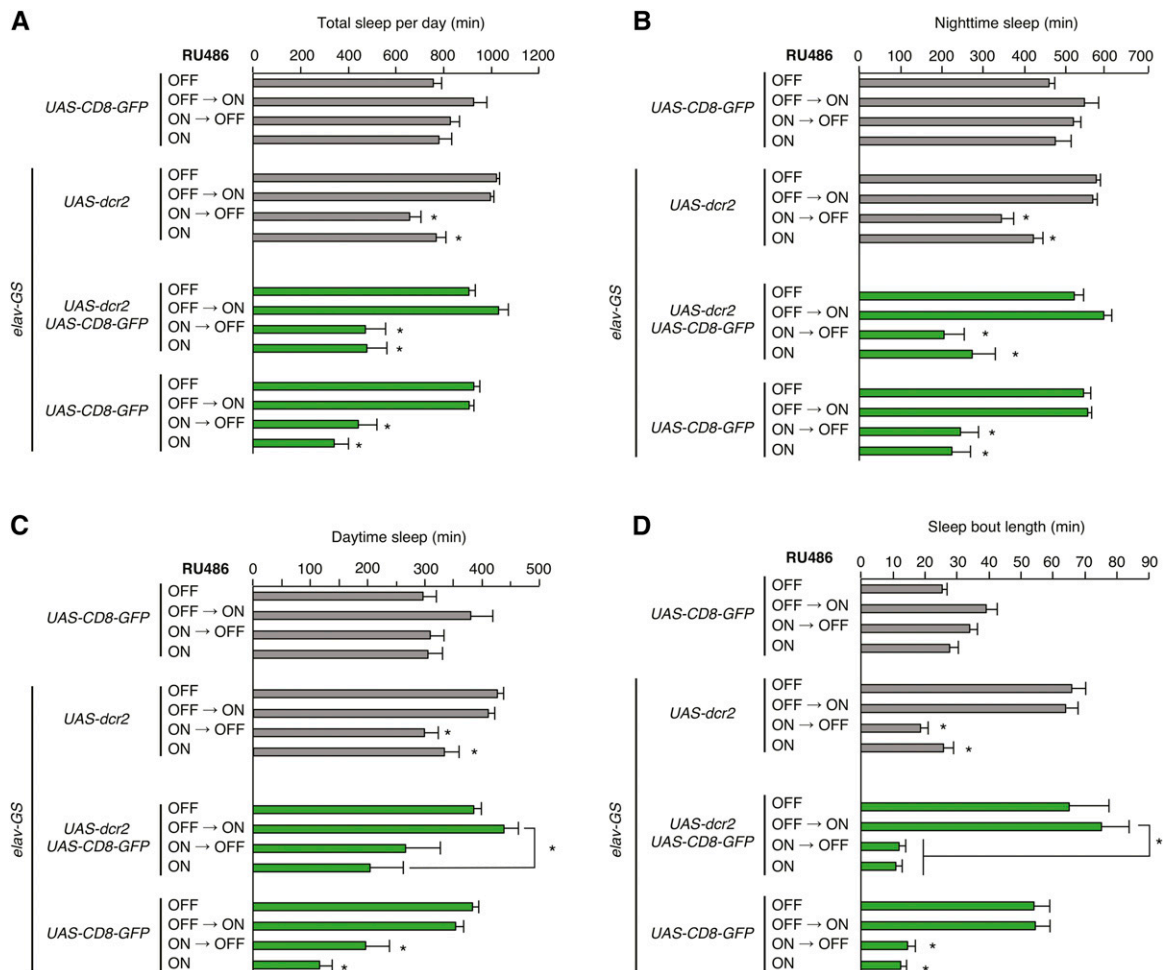 A
Total sleep per day (min)
RU486
0 200 400 600 800 1000 1200
UAS-CD8-GFP
OFF
OFF → ON
ON → OFF
ON
elav-GS
UAS-dcr2
OFF
OFF → ON
ON → OFF *
ON *
UAS-dcr2
UAS-CD8-GFP
OFF
OFF → ON
ON → OFF *
ON *
UAS-CD8-GFP
OFF
OFF → ON
ON → OFF *
ON *
B
Nighttime sleep (min)
RU486
0 100 200 300 400 500 600 700
UAS-CD8-GFP
OFF
OFF → ON
ON → OFF
ON
elav-GS
UAS-dcr2
OFF
OFF → ON
ON → OFF *
ON *
UAS-dcr2
UAS-CD8-GFP
OFF
OFF → ON
ON → OFF *
ON *
UAS-CD8-GFP
OFF
OFF → ON
ON → OFF *
ON *
C
Daytime sleep (min)
RU486
0 100 200 300 400 500
UAS-CD8-GFP
OFF
OFF → ON
ON → OFF
ON
elav-GS
UAS-dcr2
OFF
OFF → ON
ON → OFF *
ON *
UAS-dcr2
UAS-CD8-GFP
OFF
OFF → ON
ON → OFF
ON
*
UAS-CD8-GFP
OFF
OFF → ON
ON → OFF *
ON *
D
Sleep bout length (min)
RU486
0 10 20 30 40 50 60 70 80 90
UAS-CD8-GFP
OFF
OFF → ON
ON → OFF
ON
elav-GS
UAS-dcr2
OFF
OFF → ON
ON → OFF *
ON *
UAS-dcr2
UAS-CD8-GFP
OFF
OFF → ON
ON → OFF
ON
*
UAS-CD8-GFP
OFF
OFF → ON
ON → OFF *
ON *